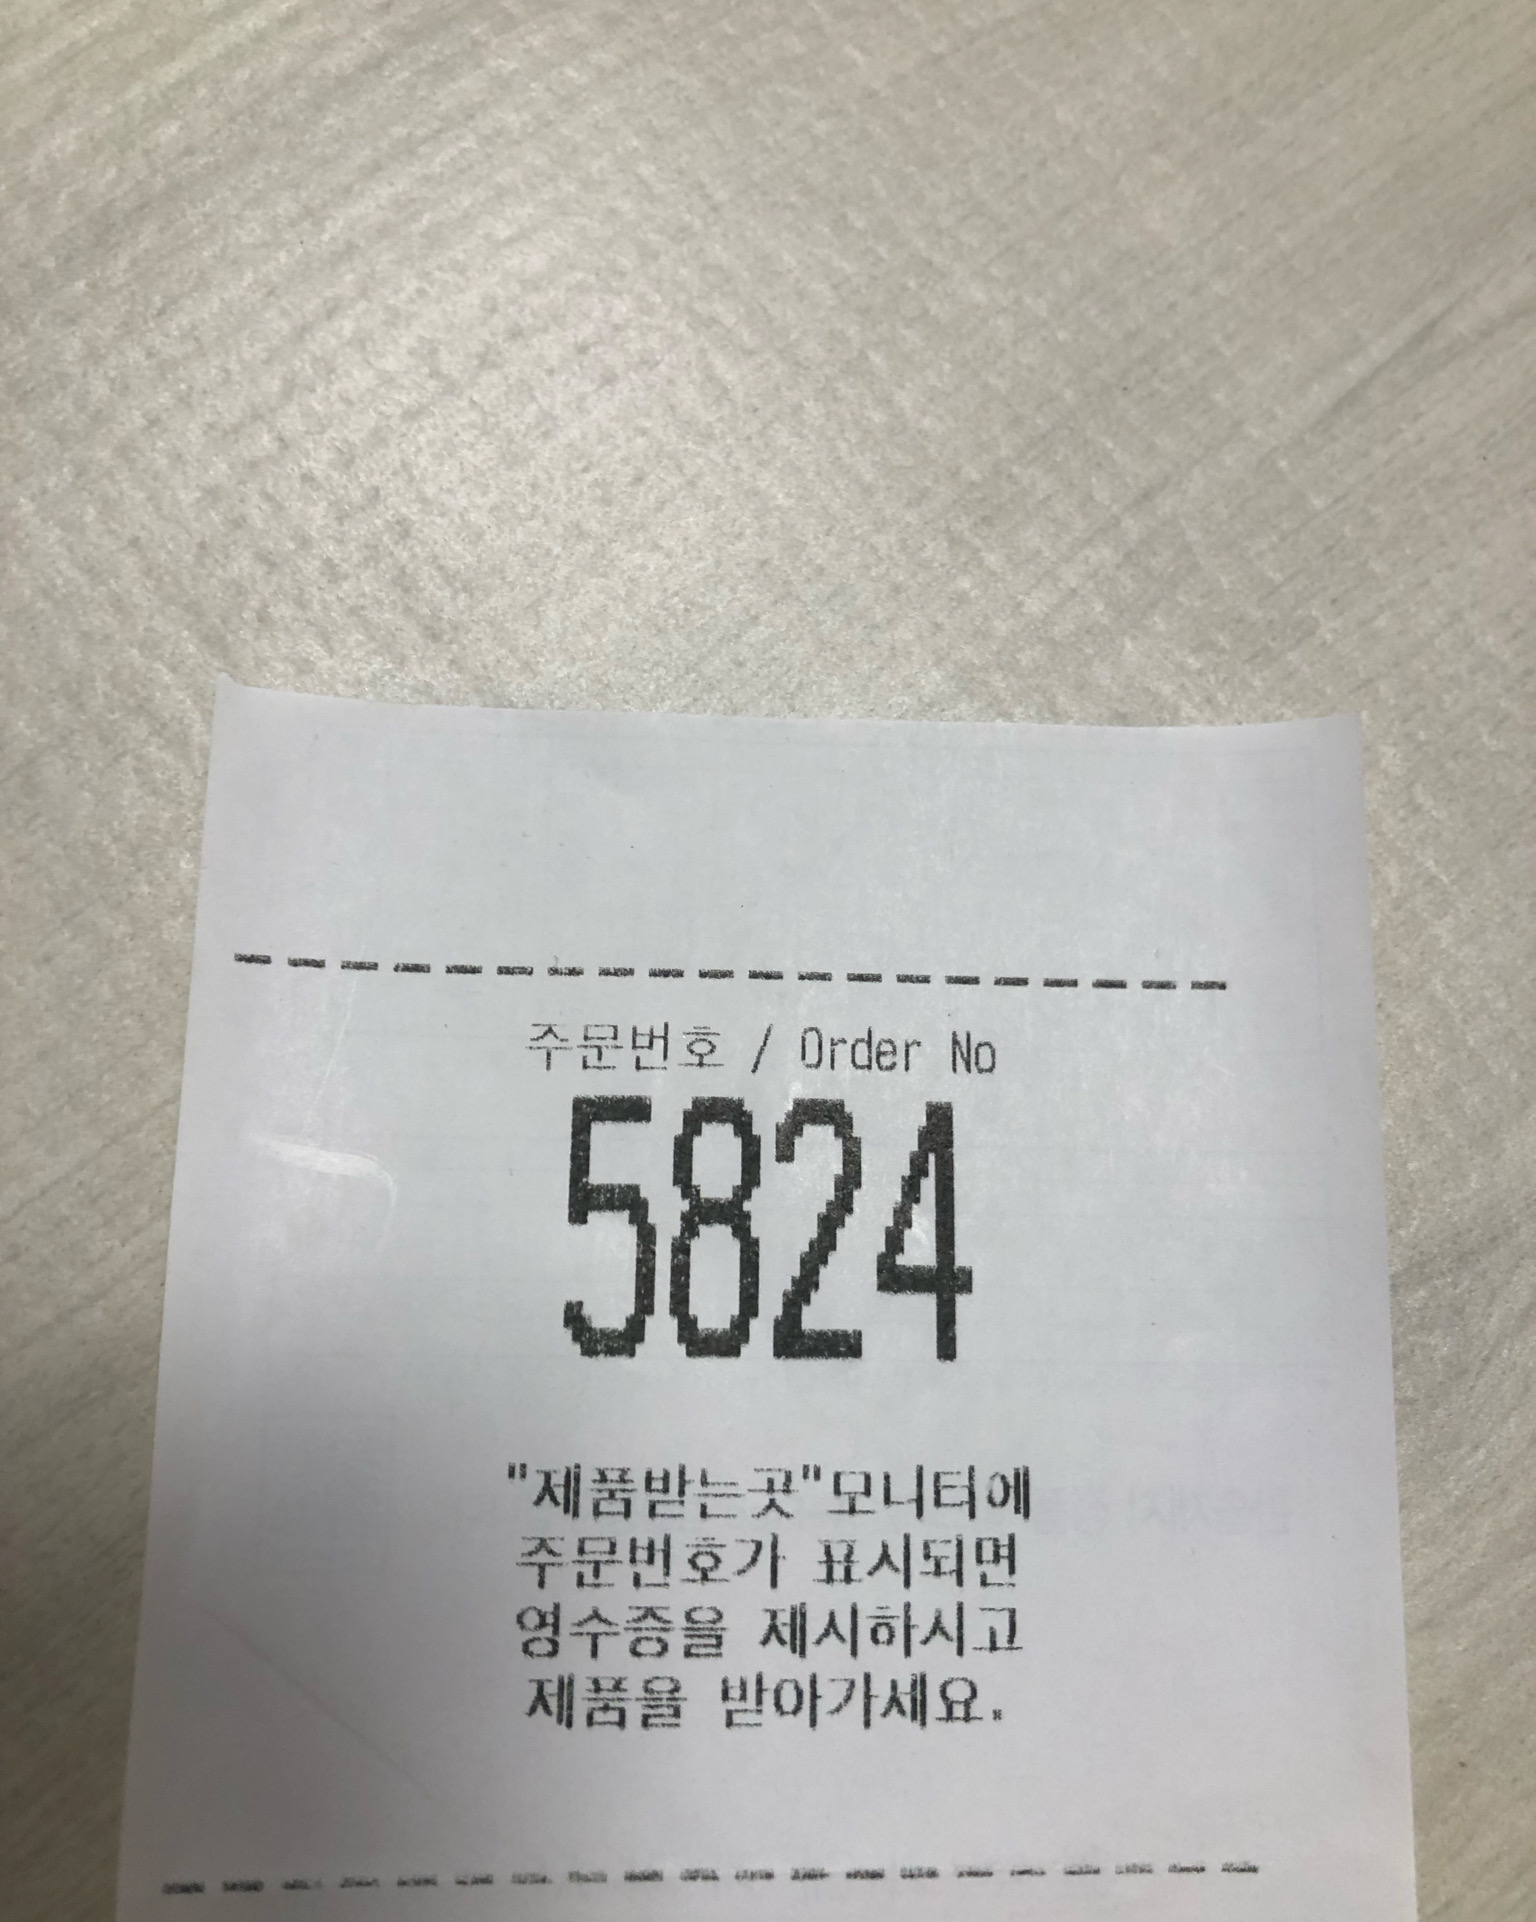 주문번호 / Order No
5824
"제품받는곳"모니터에
주문번호가 표시되면
영수증을 제시하시고
제품을 받아가세요.